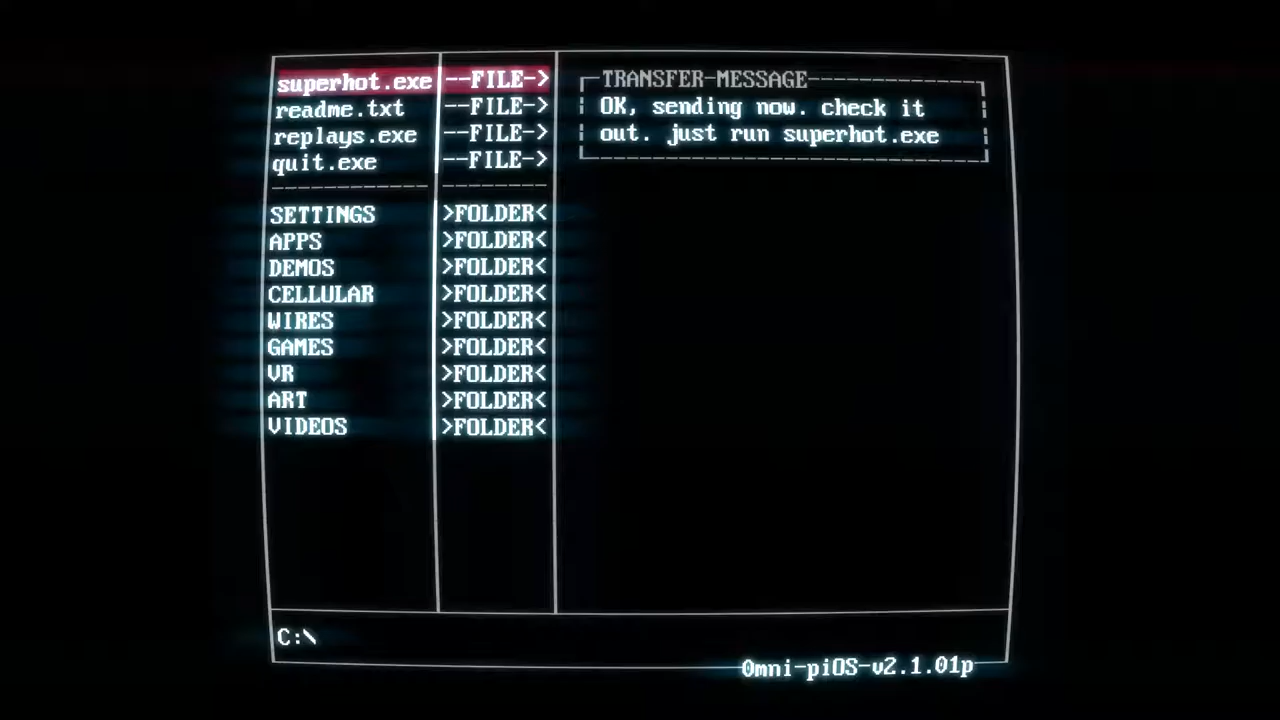 superhot.exe --FILE->
readme.txt --FILE->
replays.exe --FILE->
quit.exe --FILE->
SETTINGS >FOLDER<
APPS >FOLDER<
DEMOS >FOLDER<
CELLULAR >FOLDER<
WIRES >FOLDER<
GAMES >FOLDER<
VR >FOLDER<
ART >FOLDER<
VIDEOS >FOLDER<
TRANSFER-MESSAGE
OK, sending now. check it
out. just run superhot.exe
C:\
0mni-piOS-v2.1.01p